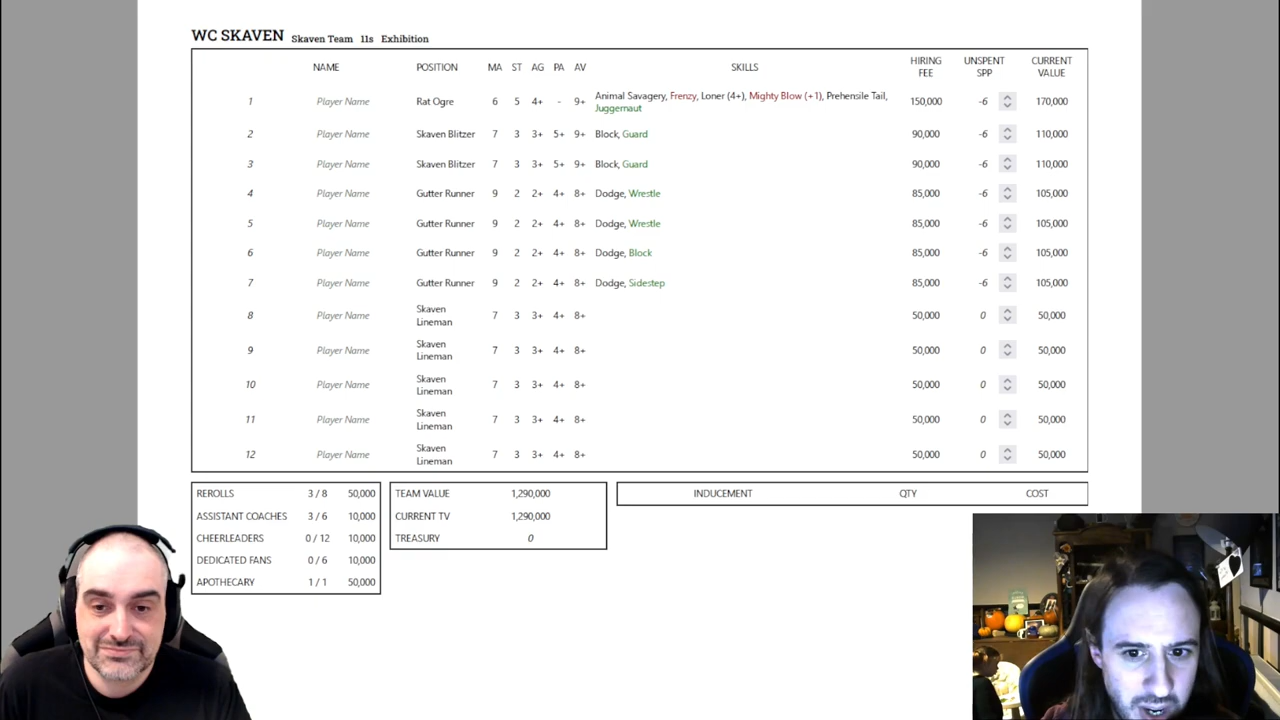 WC SKAVEN Skaven Team 11s Exhibition
NAME POSITION MA ST AG PA AV SKILLS HIRING FEE UNSPENT SPP CURRENT VALUE
1 Player Name Rat Ogre 6 5 4+ - 9+ Animal Savagery, Frenzy, Loner (4+), Mighty Blow (+1), Prehensile Tail, Juggernaut 150,000 -6 170,000
2 Player Name Skaven Blitzer 7 3 3+ 5+ 9+ Block, Guard 90,000 -6 110,000
3 Player Name Skaven Blitzer 7 3 3+ 5+ 9+ Block, Guard 90,000 -6 110,000
4 Player Name Gutter Runner 9 2 2+ 4+ 8+ Dodge, Wrestle 85,000 -6 105,000
5 Player Name Gutter Runner 9 2 2+ 4+ 8+ Dodge, Wrestle 85,000 -6 105,000
6 Player Name Gutter Runner 9 2 2+ 4+ 8+ Dodge, Block 85,000 -6 105,000
7 Player Name Gutter Runner 9 2 2+ 4+ 8+ Dodge, Sidestep 85,000 -6 105,000
8 Player Name Skaven Lineman 7 3 3+ 4+ 8+ 50,000 0 50,000
9 Player Name Skaven Lineman 7 3 3+ 4+ 8+ 50,000 0 50,000
10 Player Name Skaven Lineman 7 3 3+ 4+ 8+ 50,000 0 50,000
11 Player Name Skaven Lineman 7 3 3+ 4+ 8+ 50,000 0 50,000
12 Player Name Skaven Lineman 7 3 3+ 4+ 8+ 50,000 0 50,000
REROLLS 3 / 8 50,000
ASSISTANT COACHES 3 / 6 10,000
CHEERLEADERS 0 / 12 10,000
DEDICATED FANS 0 / 6 10,000
APOTHECARY 1 / 1 50,000
TEAM VALUE 1,290,000
CURRENT TV 1,290,000
TREASURY 0
INDUCEMENT QTY COST